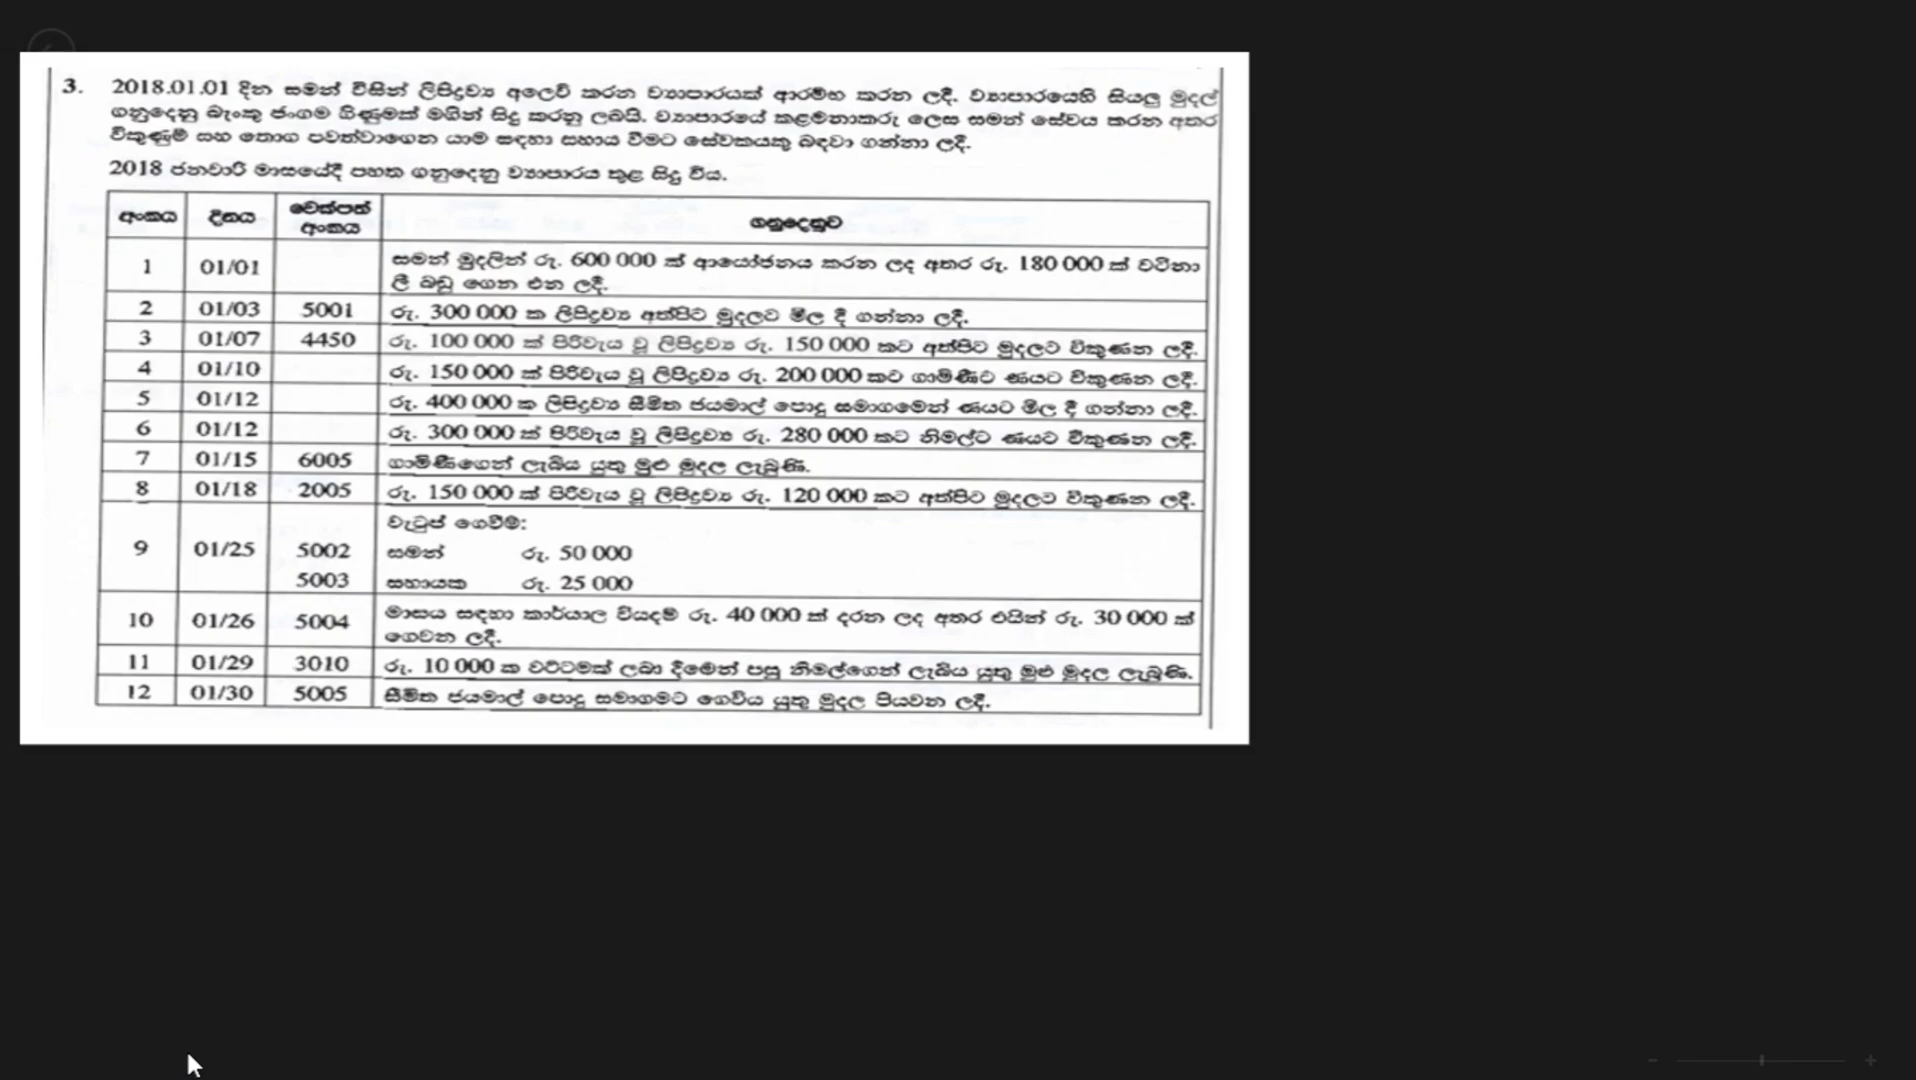 3. 2018.01.01 දින සමන් විසින් ලිපිද්‍රව්‍ය අලෙවි කරන ව්‍යාපාරයක් ආරම්භ කරන ලදී. ව්‍යාපාරයෙහි සියලු මුදල්
ගනුදෙනු බැංකු ජංගම ගිණුමක් මගින් සිදු කරනු ලබයි. ව්‍යාපාරයේ කළමනාකරු ලෙස සමන් සේවය කරන අතර
විකුණුම් සහ තොග පවත්වාගෙන යාම සඳහා සහාය වීමට සේවකයකු බඳවා ගන්නා ලදී.
2018 ජනවාරි මාසයේදී පහත ගනුදෙනු ව්‍යාපාරය තුළ සිදු විය.
අංකය දිනය චෙක්පත් අංකය ගනුදෙනුව
1 01/01 සමන් මුදලින් රු. 600 000 ක් ආයෝජනය කරන ලද අතර රු. 180 000 ක් වටිනා
ලී බඩු ගෙන එන ලදී.
2 01/03 5001 රු. 300 000 ක ලිපිද්‍රව්‍ය අත්පිට මුදලට මිල දී ගන්නා ලදී.
3 01/07 4450 රු. 100 000 ක් පිරිවැය වූ ලිපිද්‍රව්‍ය රු. 150 000 කට අත්පිට මුදලට විකුණන ලදී.
4 01/10 රු. 150 000 ක් පිරිවැය වූ ලිපිද්‍රව්‍ය රු. 200 000 කට ගාමිණීට ණයට විකුණන ලදී.
5 01/12 රු. 400 000 ක ලිපිද්‍රව්‍ය සීමිත ජයමාල් පොදු සමාගමෙන් ණයට මිල දී ගන්නා ලදී.
6 01/12 රු. 300 000 ක් පිරිවැය වූ ලිපිද්‍රව්‍ය රු. 280 000 කට නිමල්ට ණයට විකුණන ලදී.
7 01/15 6005 ගාමිණීගෙන් ලැබිය යුතු මුළු මුදල ලැබුණි.
8 01/18 2005 රු. 150 000 ක් පිරිවැය වූ ලිපිද්‍රව්‍ය රු. 120 000 කට අත්පිට මුදලට විකුණන ලදී.
වැටුප් ගෙවීම්:
9 01/25 5002 සමන් රු. 50 000
5003 සහායක රු. 25 000
10 01/26 5004 මාසය සඳහා කාර්යාල වියදම් රු. 40 000 ක් දරන ලද අතර එයින් රු. 30 000 ක්
ගෙවන ලදී.
11 01/29 3010 රු. 10 000 ක වට්ටමක් ලබා දීමෙන් පසු නිමල්ගෙන් ලැබිය යුතු මුළු මුදල ලැබුණි.
12 01/30 5005 සීමිත ජයමාල් පොදු සමාගමට ගෙවිය යුතු මුදල පියවන ලදී.